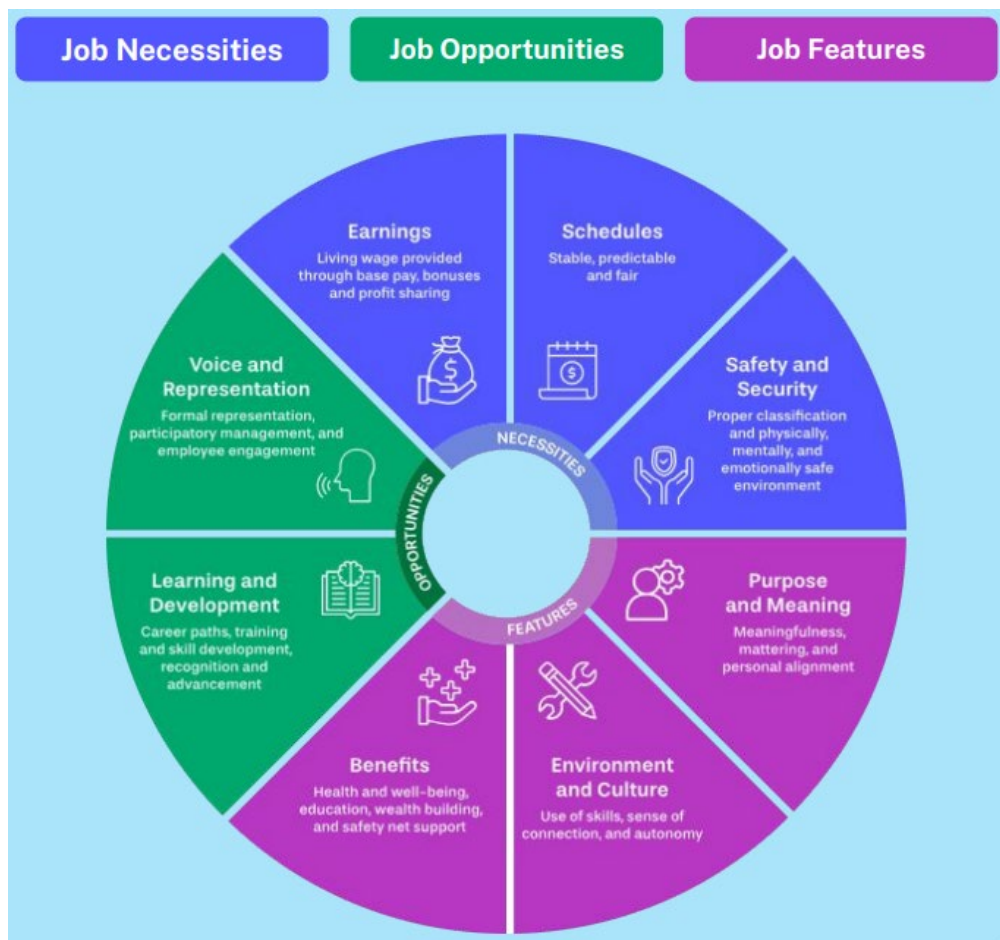 Job Necessities
Job Opportunities
Job Features
Earnings
Living wage provided
through base pay, bonuses
and profit sharing
Schedules
Stable, predictable
and fair
Safety and
Security
Proper classification
and physically,
mentally, and
emotionally safe
environment
Purpose
and Meaning
Meaningfulness,
mattering, and
personal alignment
Environment
and Culture
Use of skills, sense of
connection, and autonomy
Benefits
Health and well-being,
education, wealth building,
and safety net support
Learning and
Development
Career paths, training
and skill development,
recognition and
advancement
Voice and
Representation
Formal representation,
participatory management, and
employee engagement
NECESSITIES
OPPORTUNITIES
FEATURES
$
$